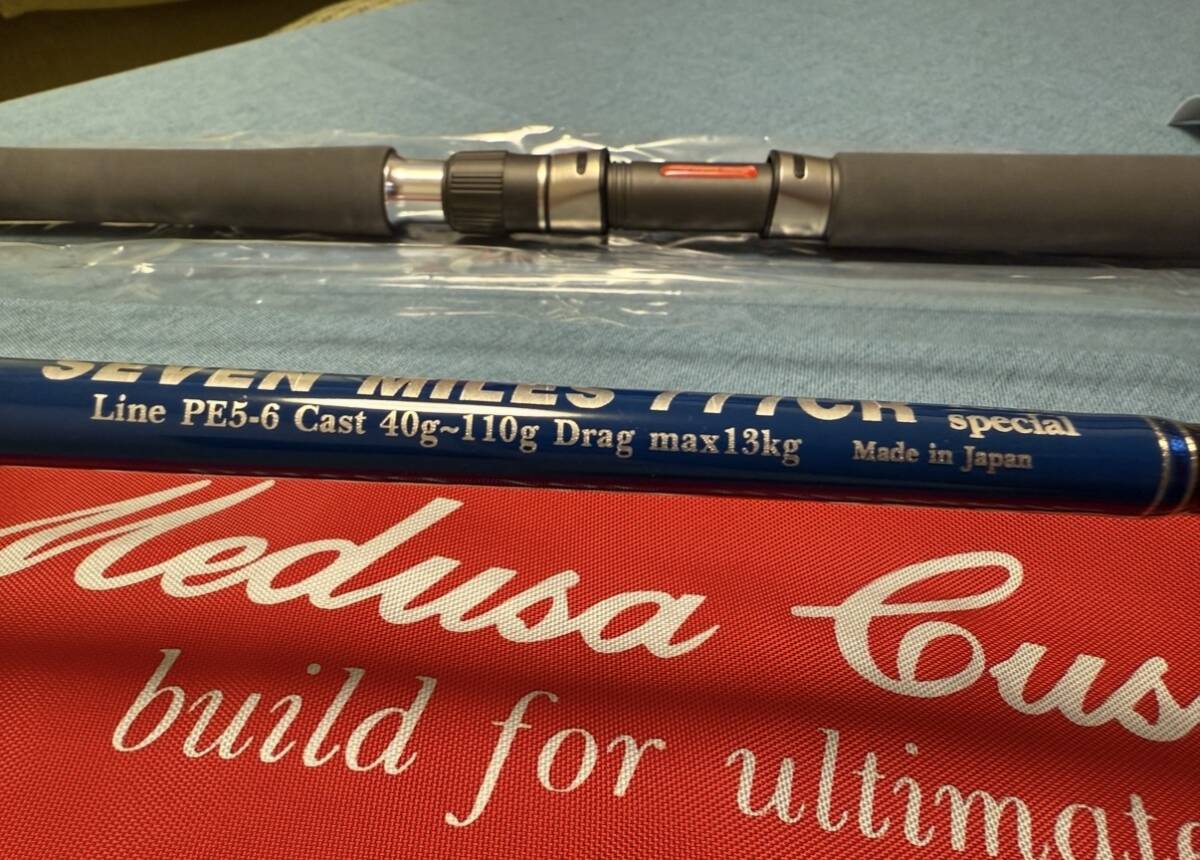 SEVEN MILES 777CR special
Line PE5-6 Cast 40g~110g Drag max13kg Made in Japan
Medusa Cus
build for ultimate